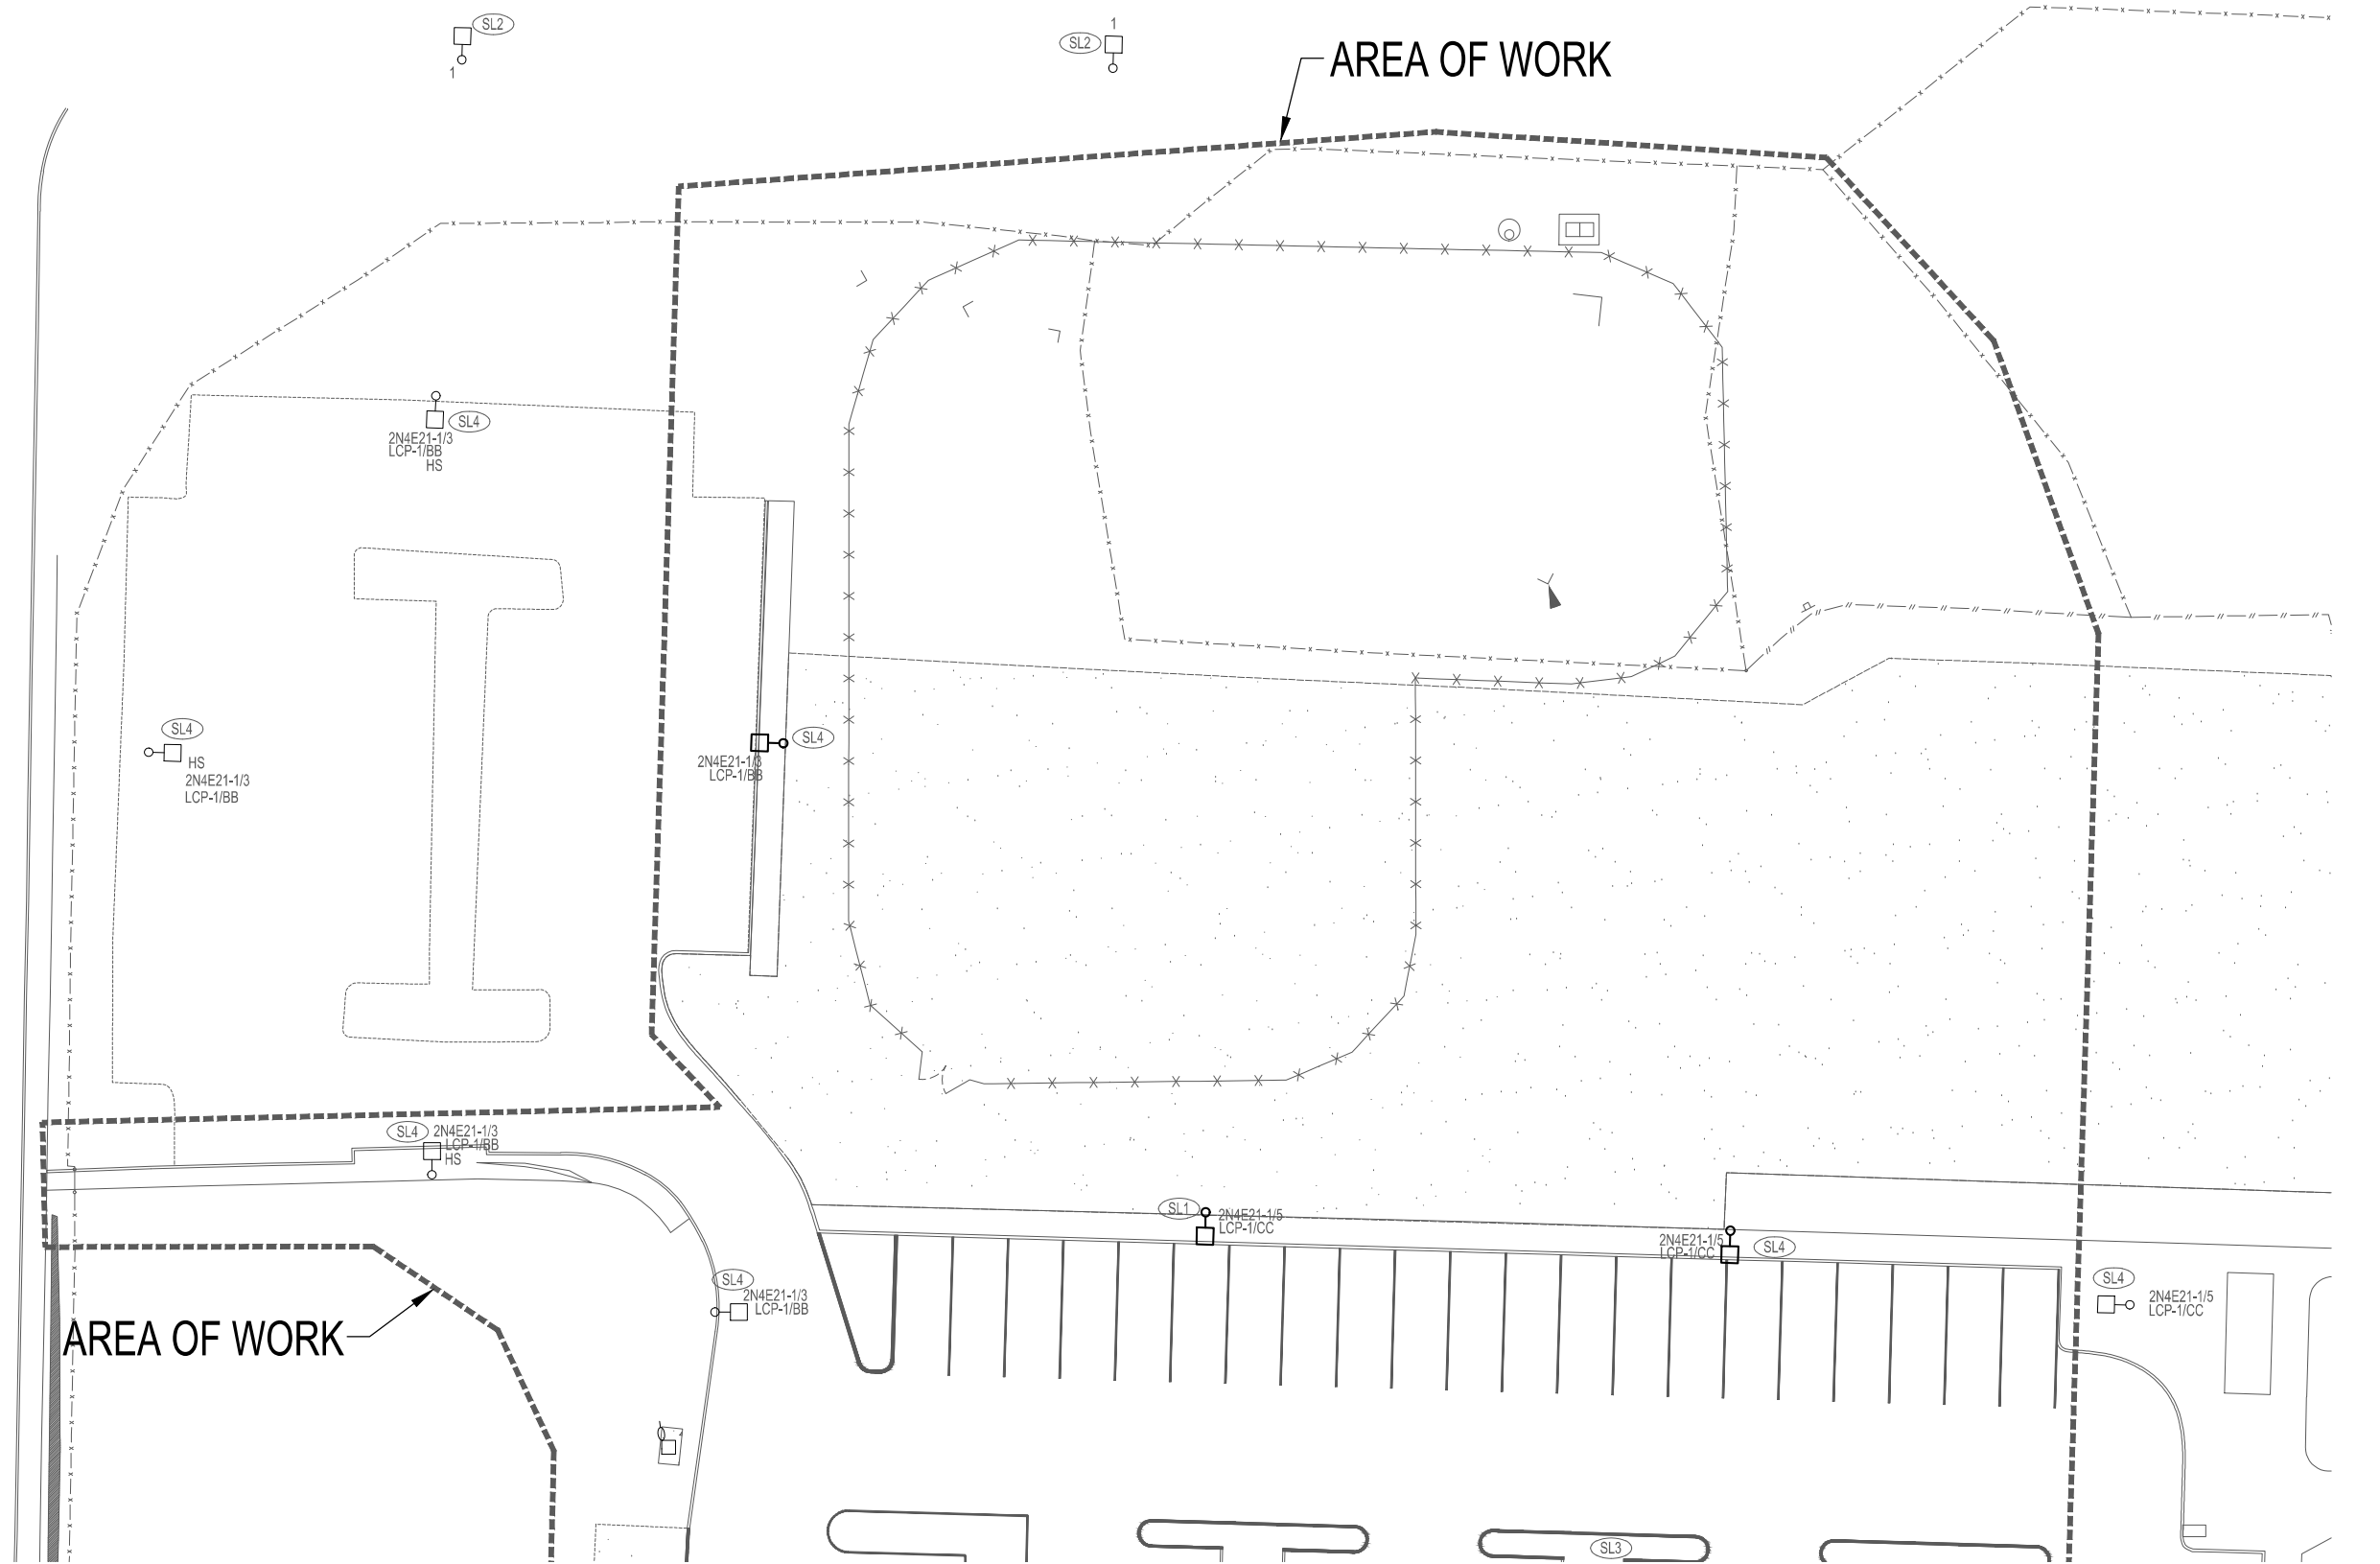 SL2
1
1
SL2
AREA OF WORK
SL4
2N4E21-1/3
LCP-1/BB
HS
SL4
HS
2N4E21-1/3
LCP-1/BB
SL4
2N4E21-1/3
LCP-1/BB
SL4
2N4E21-1/3
LCP-1/BB
HS
SL1
2N4E21-1/5
LCP-1/CC
2N4E21-1/5
LCP-1/CC
SL4
SL4
2N4E21-1/3
LCP-1/BB
SL4
2N4E21-1/5
LCP-1/CC
AREA OF WORK
SL3